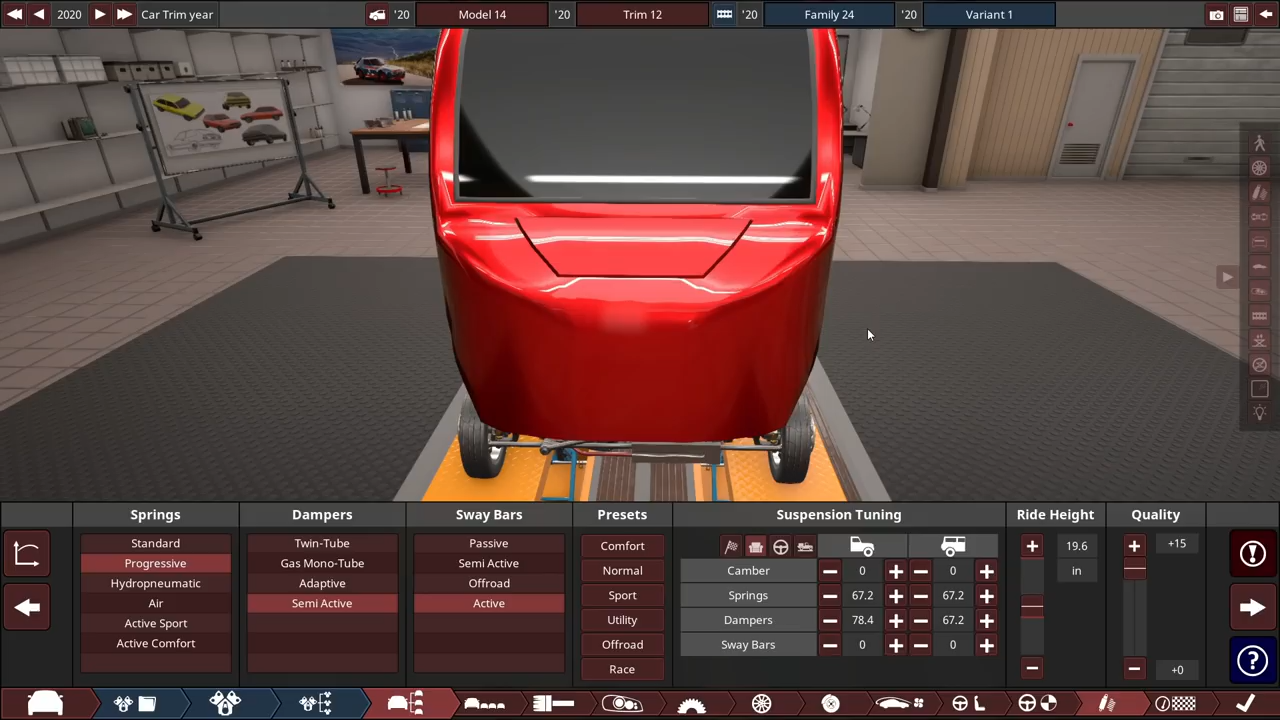 2020 Car Trim year '20 Model 14 '20 Trim 12 '20 Family 24 '20 Variant 1
Springs Dampers Sway Bars Presets Suspension Tuning Ride Height Quality
Standard Twin-Tube Passive Comfort 19.6 +15
Progressive Gas Mono-Tube Semi Active Normal Camber 0 0 in
Hydropneumatic Adaptive Offroad Sport Springs 67.2 67.2
Air Semi Active Active Utility Dampers 78.4 67.2
Active Sport Offroad Sway Bars 0 0
Active Comfort Race +0